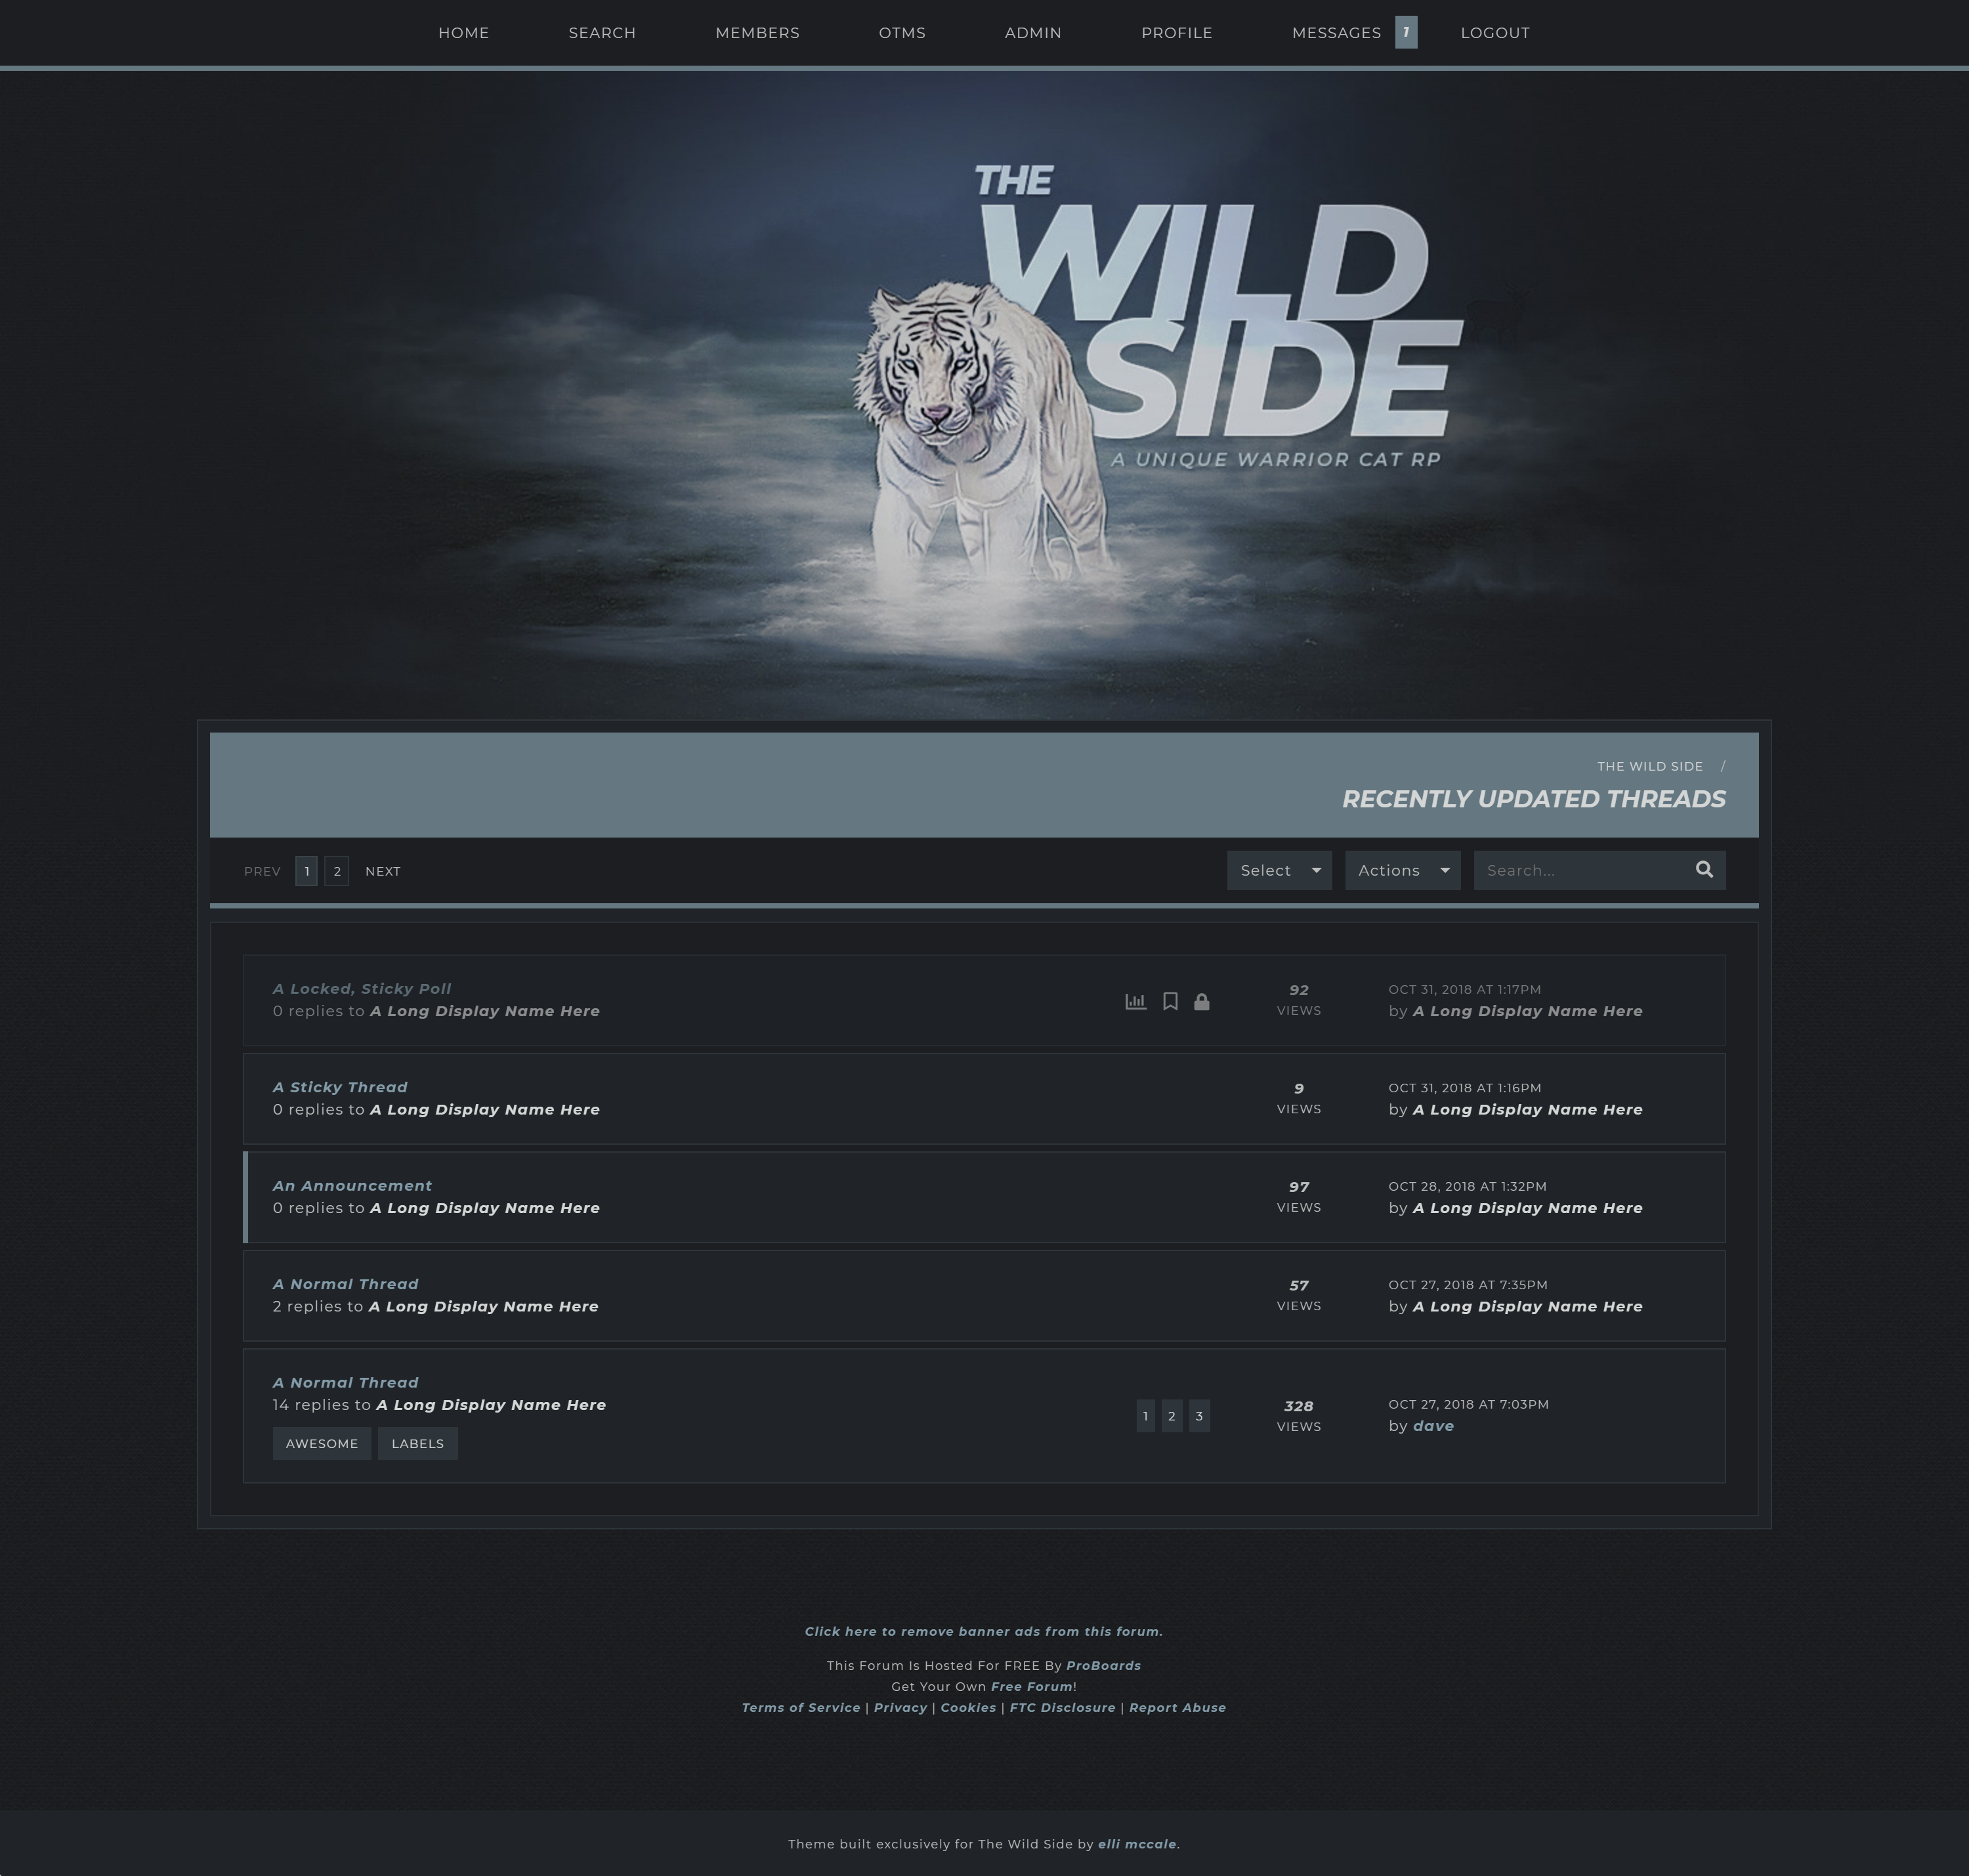 HOME SEARCH MEMBERS OTMS ADMIN PROFILE MESSAGES 1 LOGOUT
THE
WILD
SIDE
A UNIQUE WARRIOR CAT RP
THE WILD SIDE /
RECENTLY UPDATED THREADS
PREV 1 2 NEXT Select Actions Search...
A Locked, Sticky Poll
0 replies to A Long Display Name Here
92
VIEWS
OCT 31, 2018 AT 1:17PM
by A Long Display Name Here
A Sticky Thread
0 replies to A Long Display Name Here
9
VIEWS
OCT 31, 2018 AT 1:16PM
by A Long Display Name Here
An Announcement
0 replies to A Long Display Name Here
97
VIEWS
OCT 28, 2018 AT 1:32PM
by A Long Display Name Here
A Normal Thread
2 replies to A Long Display Name Here
57
VIEWS
OCT 27, 2018 AT 7:35PM
by A Long Display Name Here
A Normal Thread
14 replies to A Long Display Name Here
AWESOME LABELS
1 2 3
328
VIEWS
OCT 27, 2018 AT 7:03PM
by dave
Click here to remove banner ads from this forum.
This Forum Is Hosted For FREE By ProBoards
Get Your Own Free Forum!
Terms of Service | Privacy | Cookies | FTC Disclosure | Report Abuse
Theme built exclusively for The Wild Side by elli mccale.